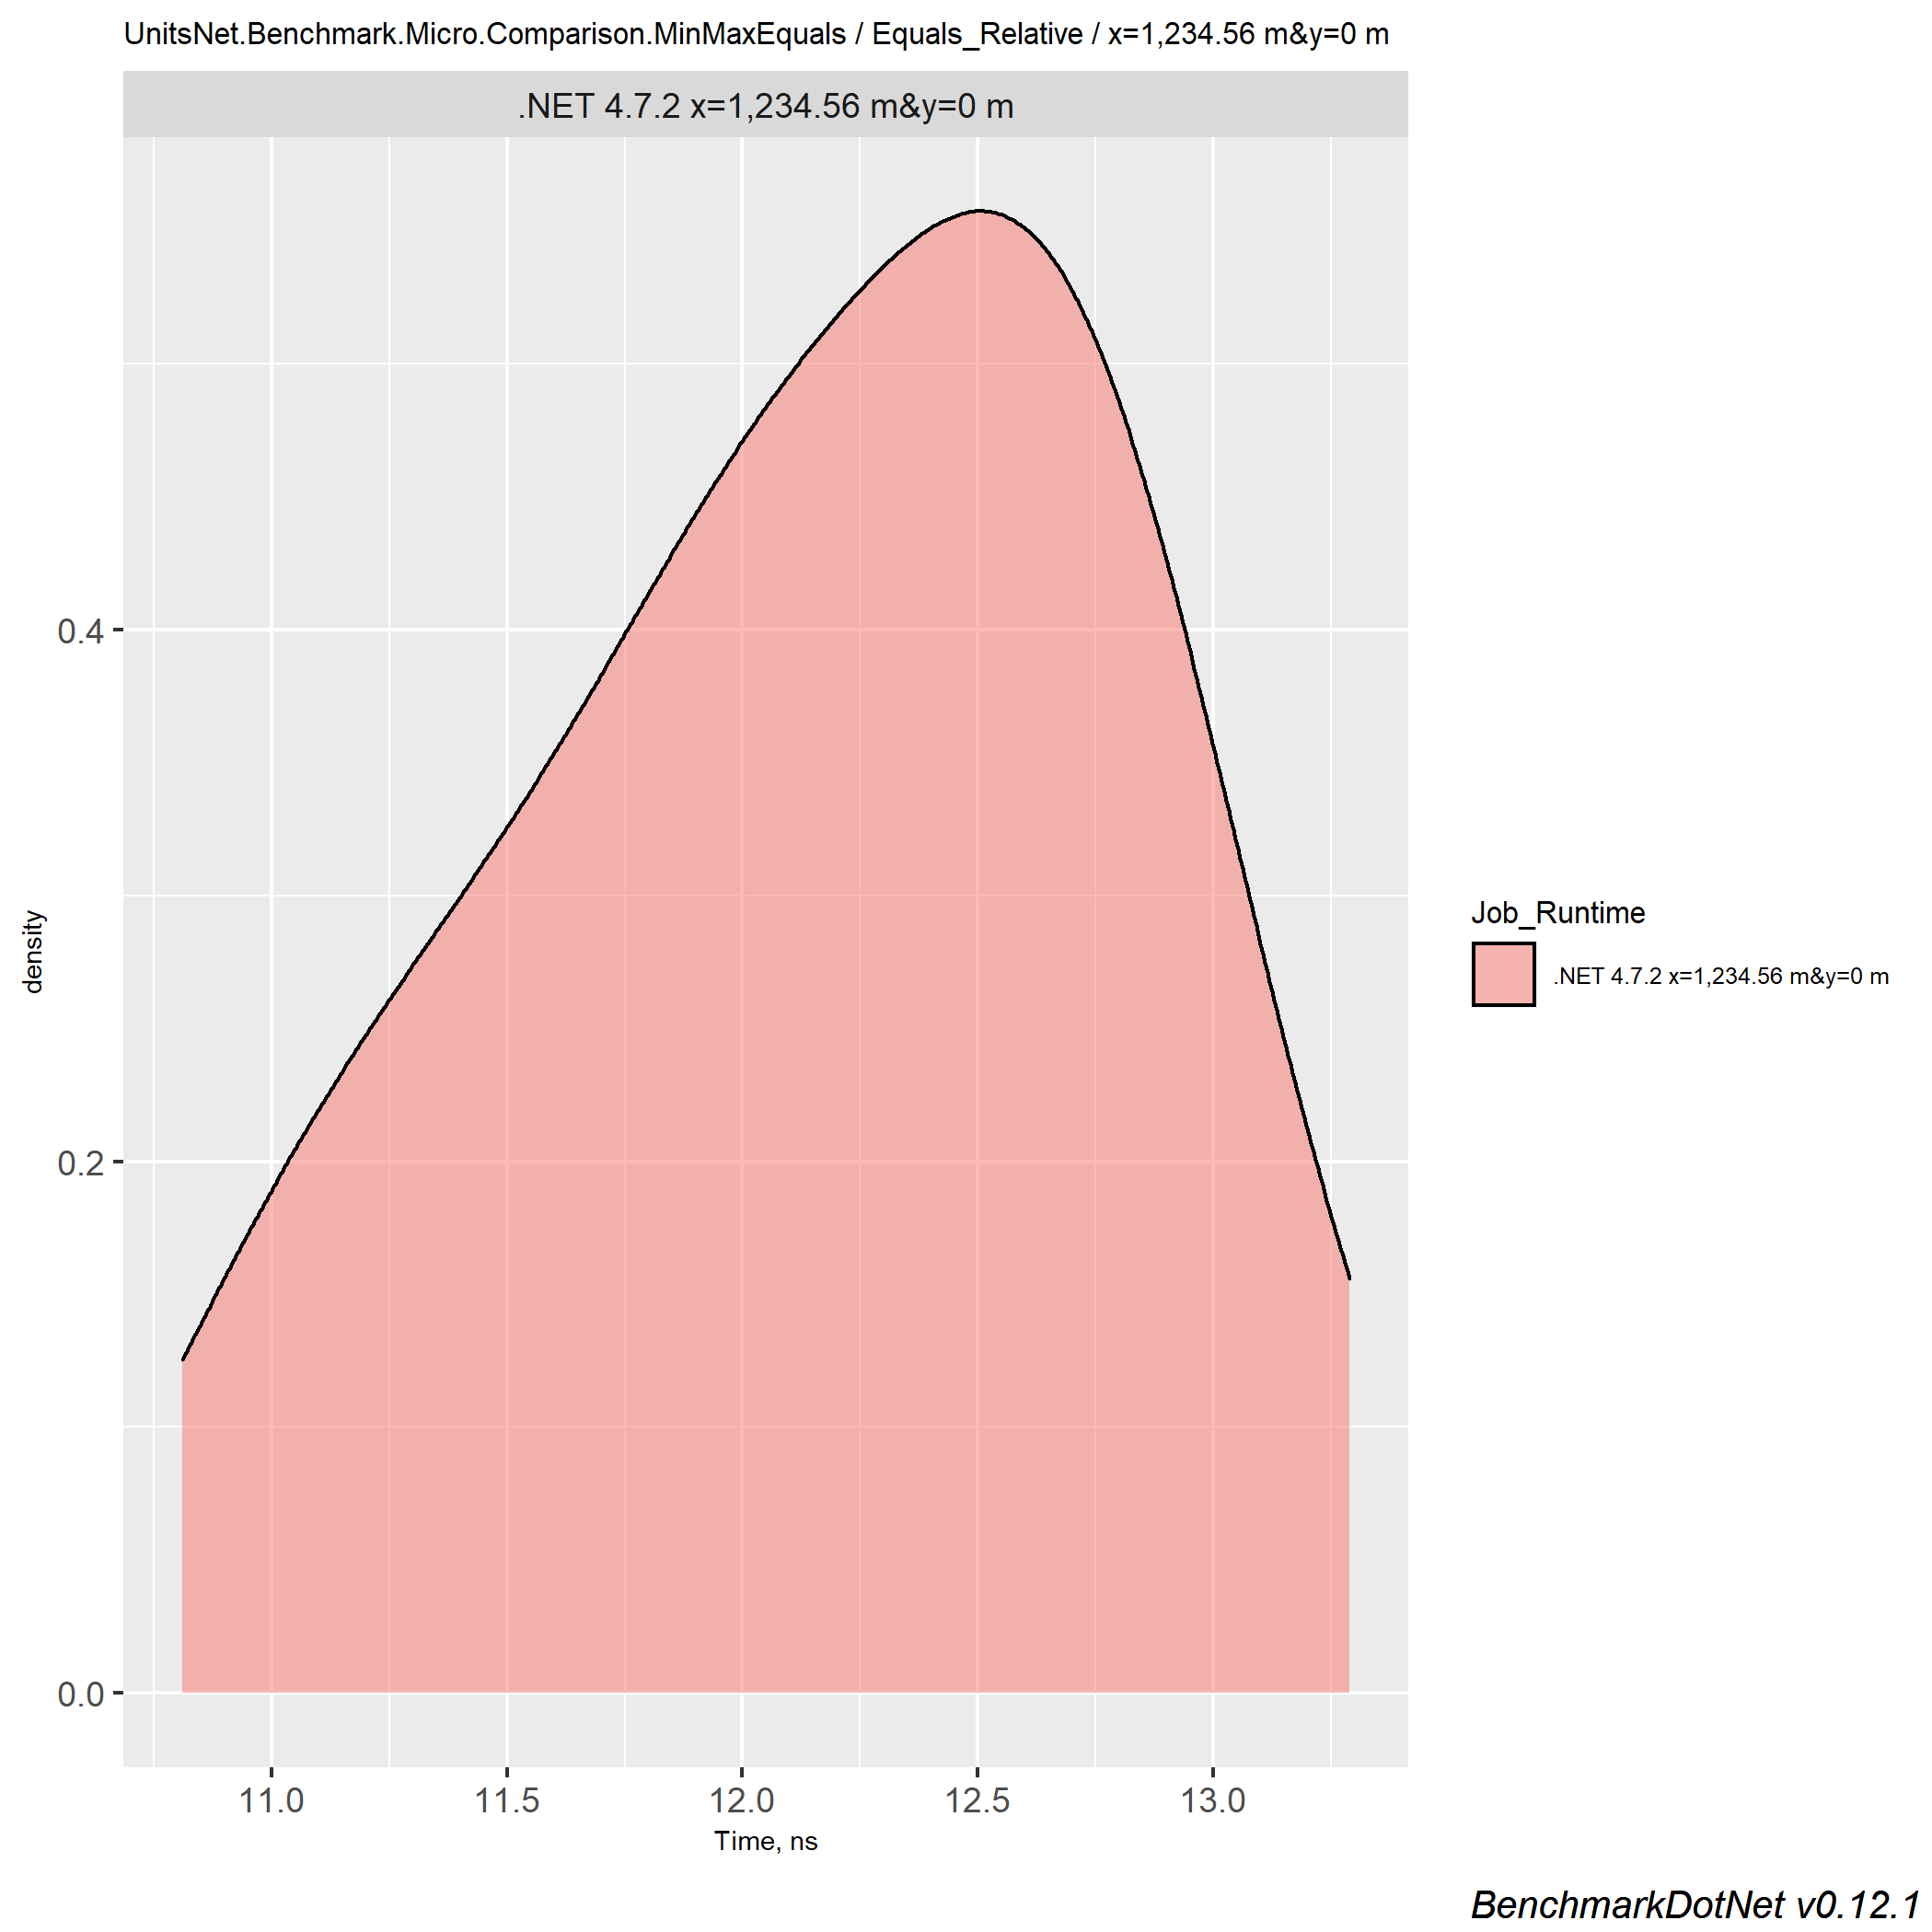 UnitsNet.Benchmark.Micro.Comparison.MinMaxEquals / Equals_Relative / x=1,234.56 m&y=0 m
.NET 4.7.2 x=1,234.56 m&y=0 m
0.4
0.2
0.0
density
11.0 11.5 12.0 12.5 13.0
Time, ns
Job_Runtime
.NET 4.7.2 x=1,234.56 m&y=0 m
BenchmarkDotNet v0.12.1